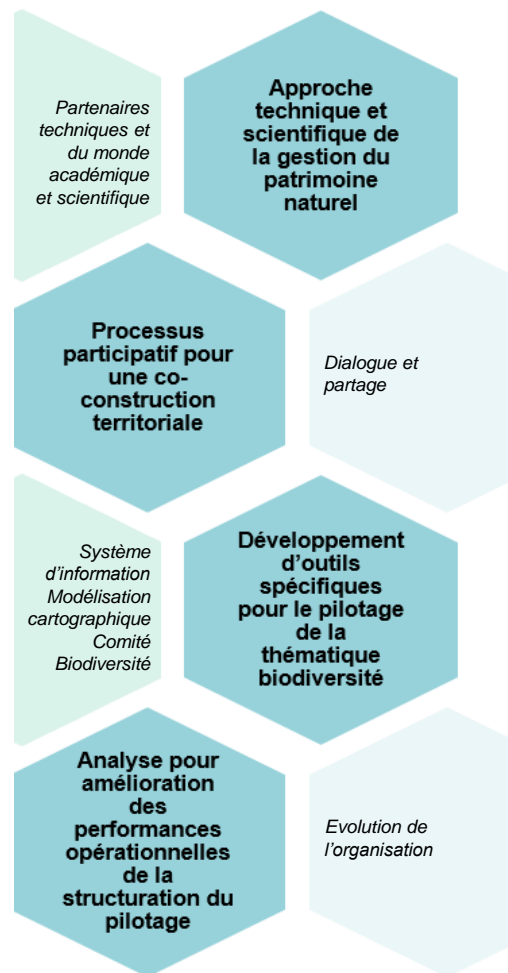 Partenaires
techniques et
du monde
académique
et scientifique
Approche
technique et
scientifique de
la gestion du
patrimoine
naturel
Processus
participatif pour
une co-
construction
territoriale
Dialogue et
partage
Système
d'information
Modélisation
cartographique
Comité
Biodiversité
Développement
d'outils
spécifiques
pour le pilotage
de la
thématique
biodiversité
Analyse pour
amélioration
des
performances
opérationnelles
de la
structuration du
pilotage
Evolution de
l'organisation